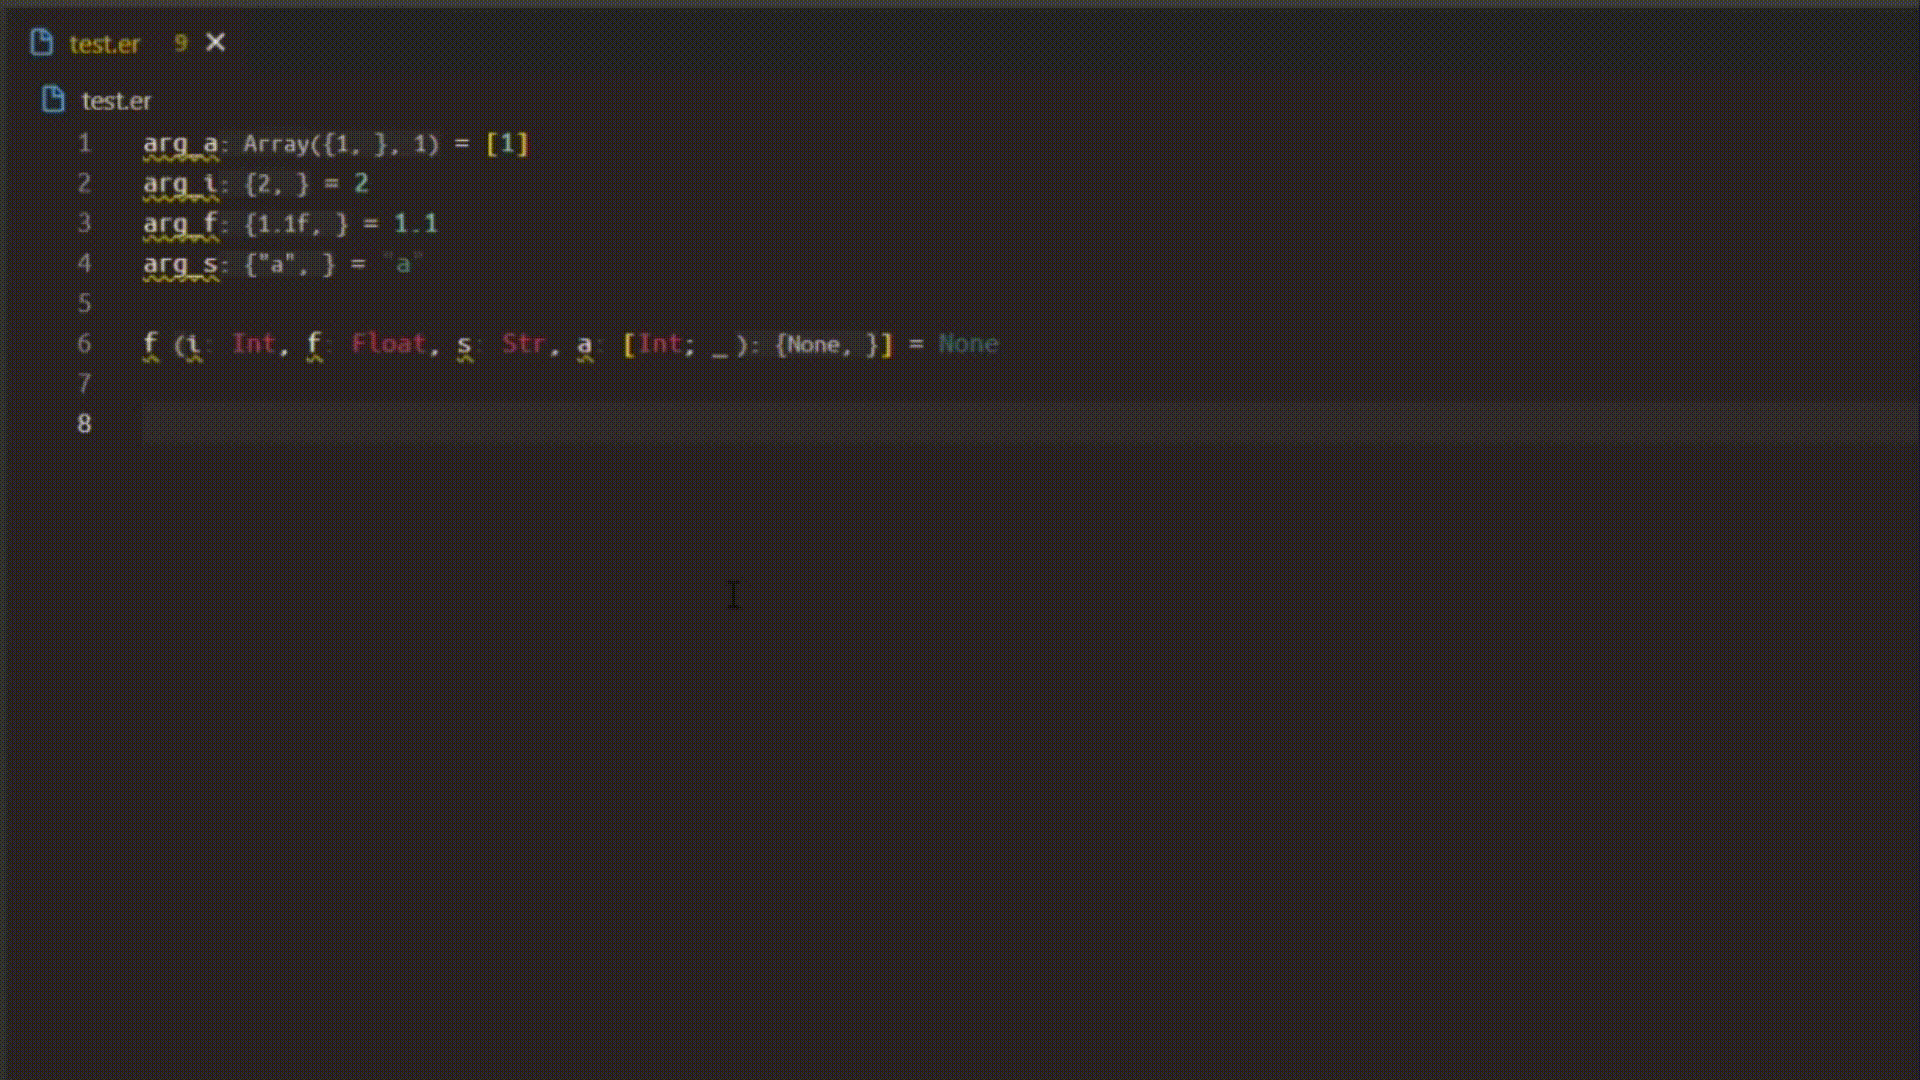 test.er 9
test.er
1 arg_a: Array({1, }, 1) = [1]
2 arg_i: {2, } = 2
3 arg_f: {1.1f, } = 1.1
4 arg_s: {"a", } = "a"
5
6 f (i: Int, f: Float, s: Str, a: [Int; _ ): {None, }] = None
7
8